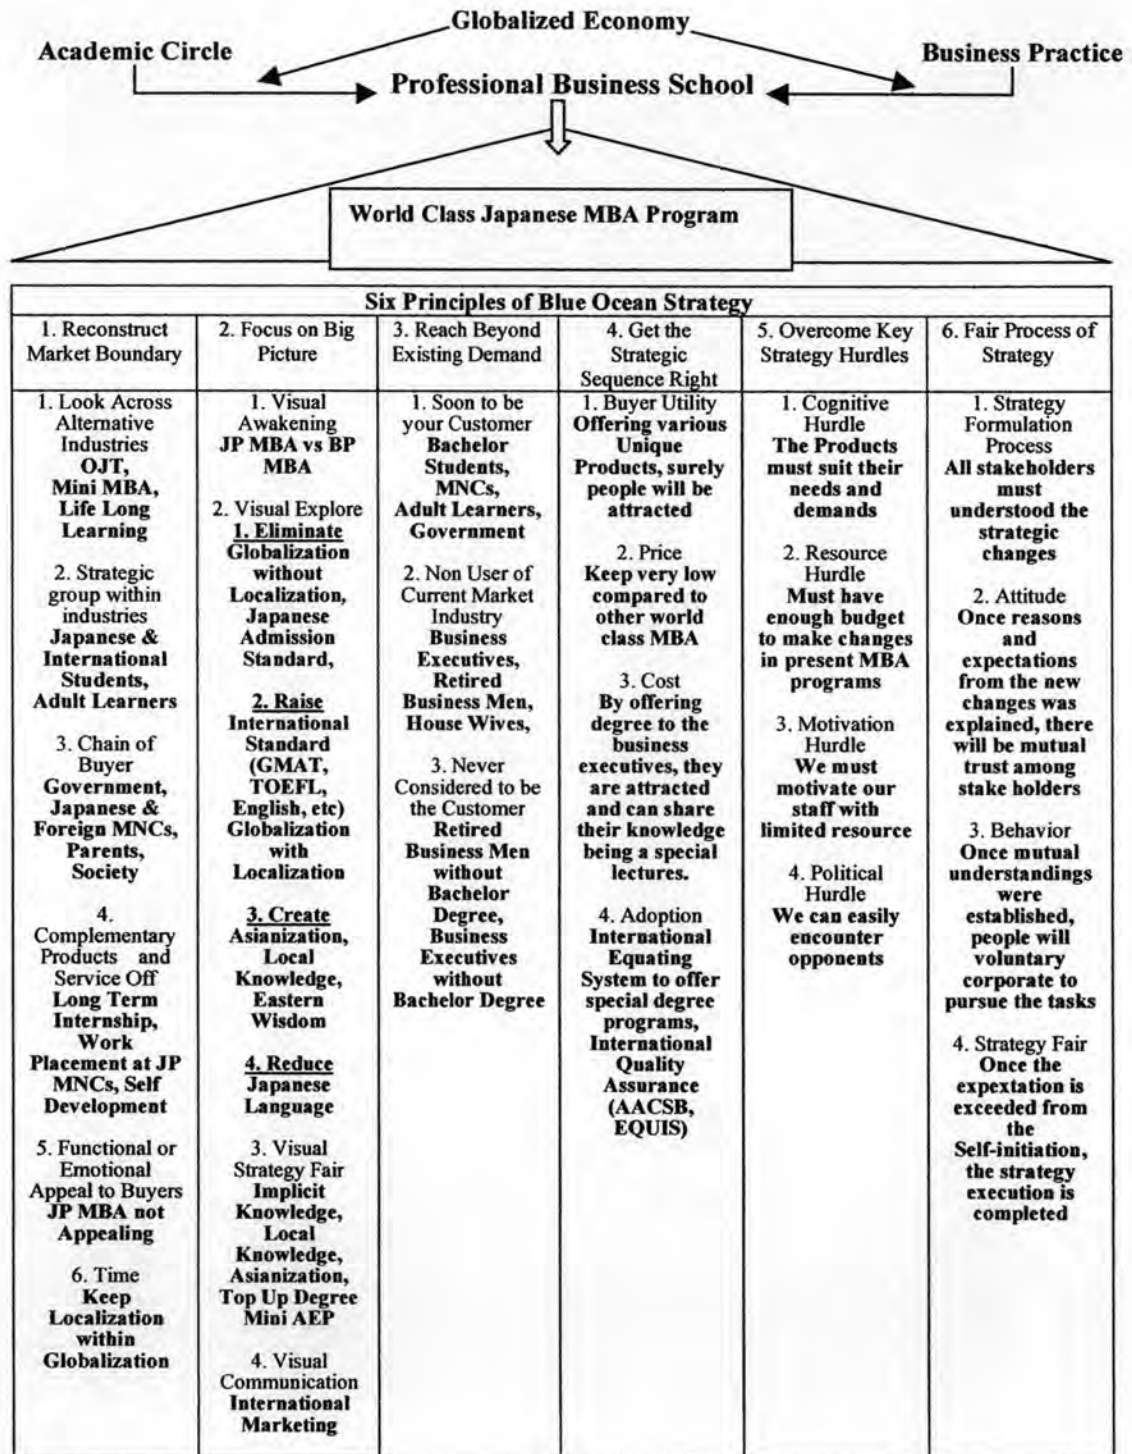 Globalized Economy
Academic Circle
Business Practice
Professional Business School
World Class Japanese MBA Program
Six Principles of Blue Ocean Strategy
1. Reconstruct
Market Boundary
2. Focus on Big
Picture
3. Reach Beyond
Existing Demand
4. Get the
Strategic
Sequence Right
5. Overcome Key
Strategy Hurdles
6. Fair Process of
Strategy
1. Look Across
Alternative
Industries
OJT,
Mini MBA,
Life Long
Learning
2. Strategic
group within
industries
Japanese &
International
Students,
Adult Learners
3. Chain of
Buyer
Government,
Japanese &
Foreign MNCs,
Parents,
Society
4.
Complementary
Products and
Service Off
Long Term
Internship,
Work
Placement at JP
MNCs, Self
Development
5. Functional or
Emotional
Appeal to Buyers
JP MBA not
Appealing
6. Time
Keep
Localization
within
Globalization
1. Visual
Awakening
JP MBA vs BP
MBA
2. Visual Explore
1. Eliminate
Globalization
without
Localization,
Japanese
Admission
Standard,
2. Raise
International
Standard
(GMAT,
TOEFL,
English, etc)
Globalization
with
Localization
3. Create
Asianization,
Local
Knowledge,
Eastern
Wisdom
4. Reduce
Japanese
Language
3. Visual
Strategy Fair
Implicit
Knowledge,
Local
Knowledge,
Asianization,
Top Up Degree
Mini AEP
4. Visual
Communication
International
Marketing
1. Soon to be
your Customer
Bachelor
Students,
MNCs,
Adult Learners,
Government
2. Non User of
Current Market
Industry
Business
Executives,
Retired
Business Men,
House Wives,
3. Never
Considered to be
the Customer
Retired
Business Men
without
Bachelor
Degree,
Business
Executives
without
Bachelor Degree
1. Buyer Utility
Offering various
Unique
Products, surely
people will be
attracted
2. Price
Keep very low
compared to
other world
class MBA
3. Cost
By offering
degree to the
business
executives, they
are attracted
and can share
their knowledge
being a special
lectures.
4. Adoption
International
Equating
System to offer
special degree
programs,
International
Quality
Assurance
(AACSB,
EQUIS)
1. Cognitive
Hurdle
The Products
must suit their
needs and
demands
2. Resource
Hurdle
Must have
enough budget
to make changes
in present MBA
programs
3. Motivation
Hurdle
We must
motivate our
staff with
limited resource
4. Political
Hurdle
We can easily
encounter
opponents
1. Strategy
Formulation
Process
All stakeholders
must
understood the
strategic
changes
2. Attitude
Once reasons
and
expectations
from the new
changes was
explained, there
will be mutual
trust among
stake holders
3. Behavior
Once mutual
understandings
were
established,
people will
voluntary
corporate to
pursue the tasks
4. Strategy Fair
Once the
expextation is
exceeded from
the
Self-initiation,
the strategy
execution is
completed